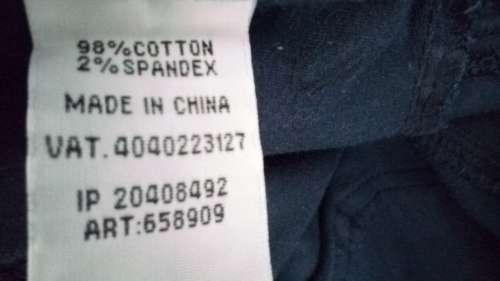 98%COTTON
2%SPANDEX
MADE IN CHINA
VAT.4040223127
IP 20408492
ART:658909